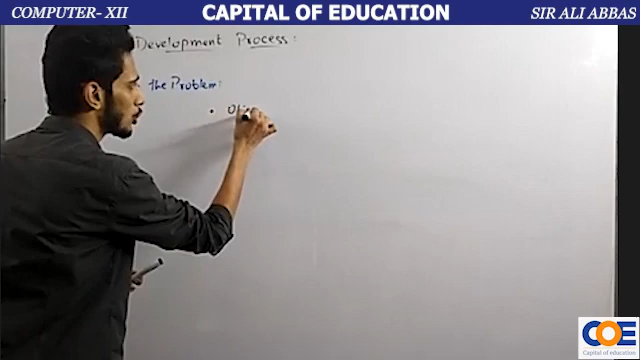 COMPUTER- XII
CAPITAL OF EDUCATION
SIR ALI ABBAS
Development Process:
the Problem:
COE
Capital of education